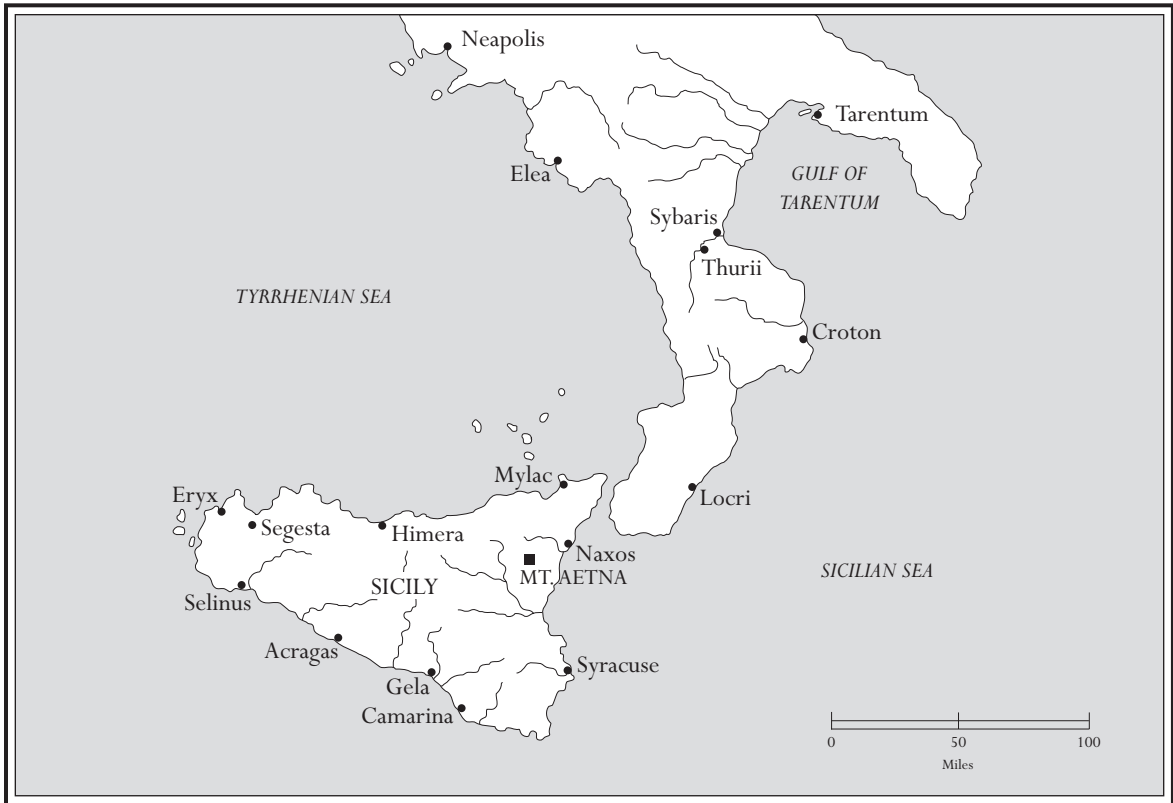 Neapolis
Tarentum
Elea
GULF OF
TARENTUM
Sybaris
Thurii
TYRRHENIAN SEA
Croton
Mylac
Locri
Eryx
Segesta
Himera
Naxos
MT. AETNA
SICILIAN SEA
SICILY
Selinus
Acragas
Syracuse
Gela
Camarina
0 50 100
Miles